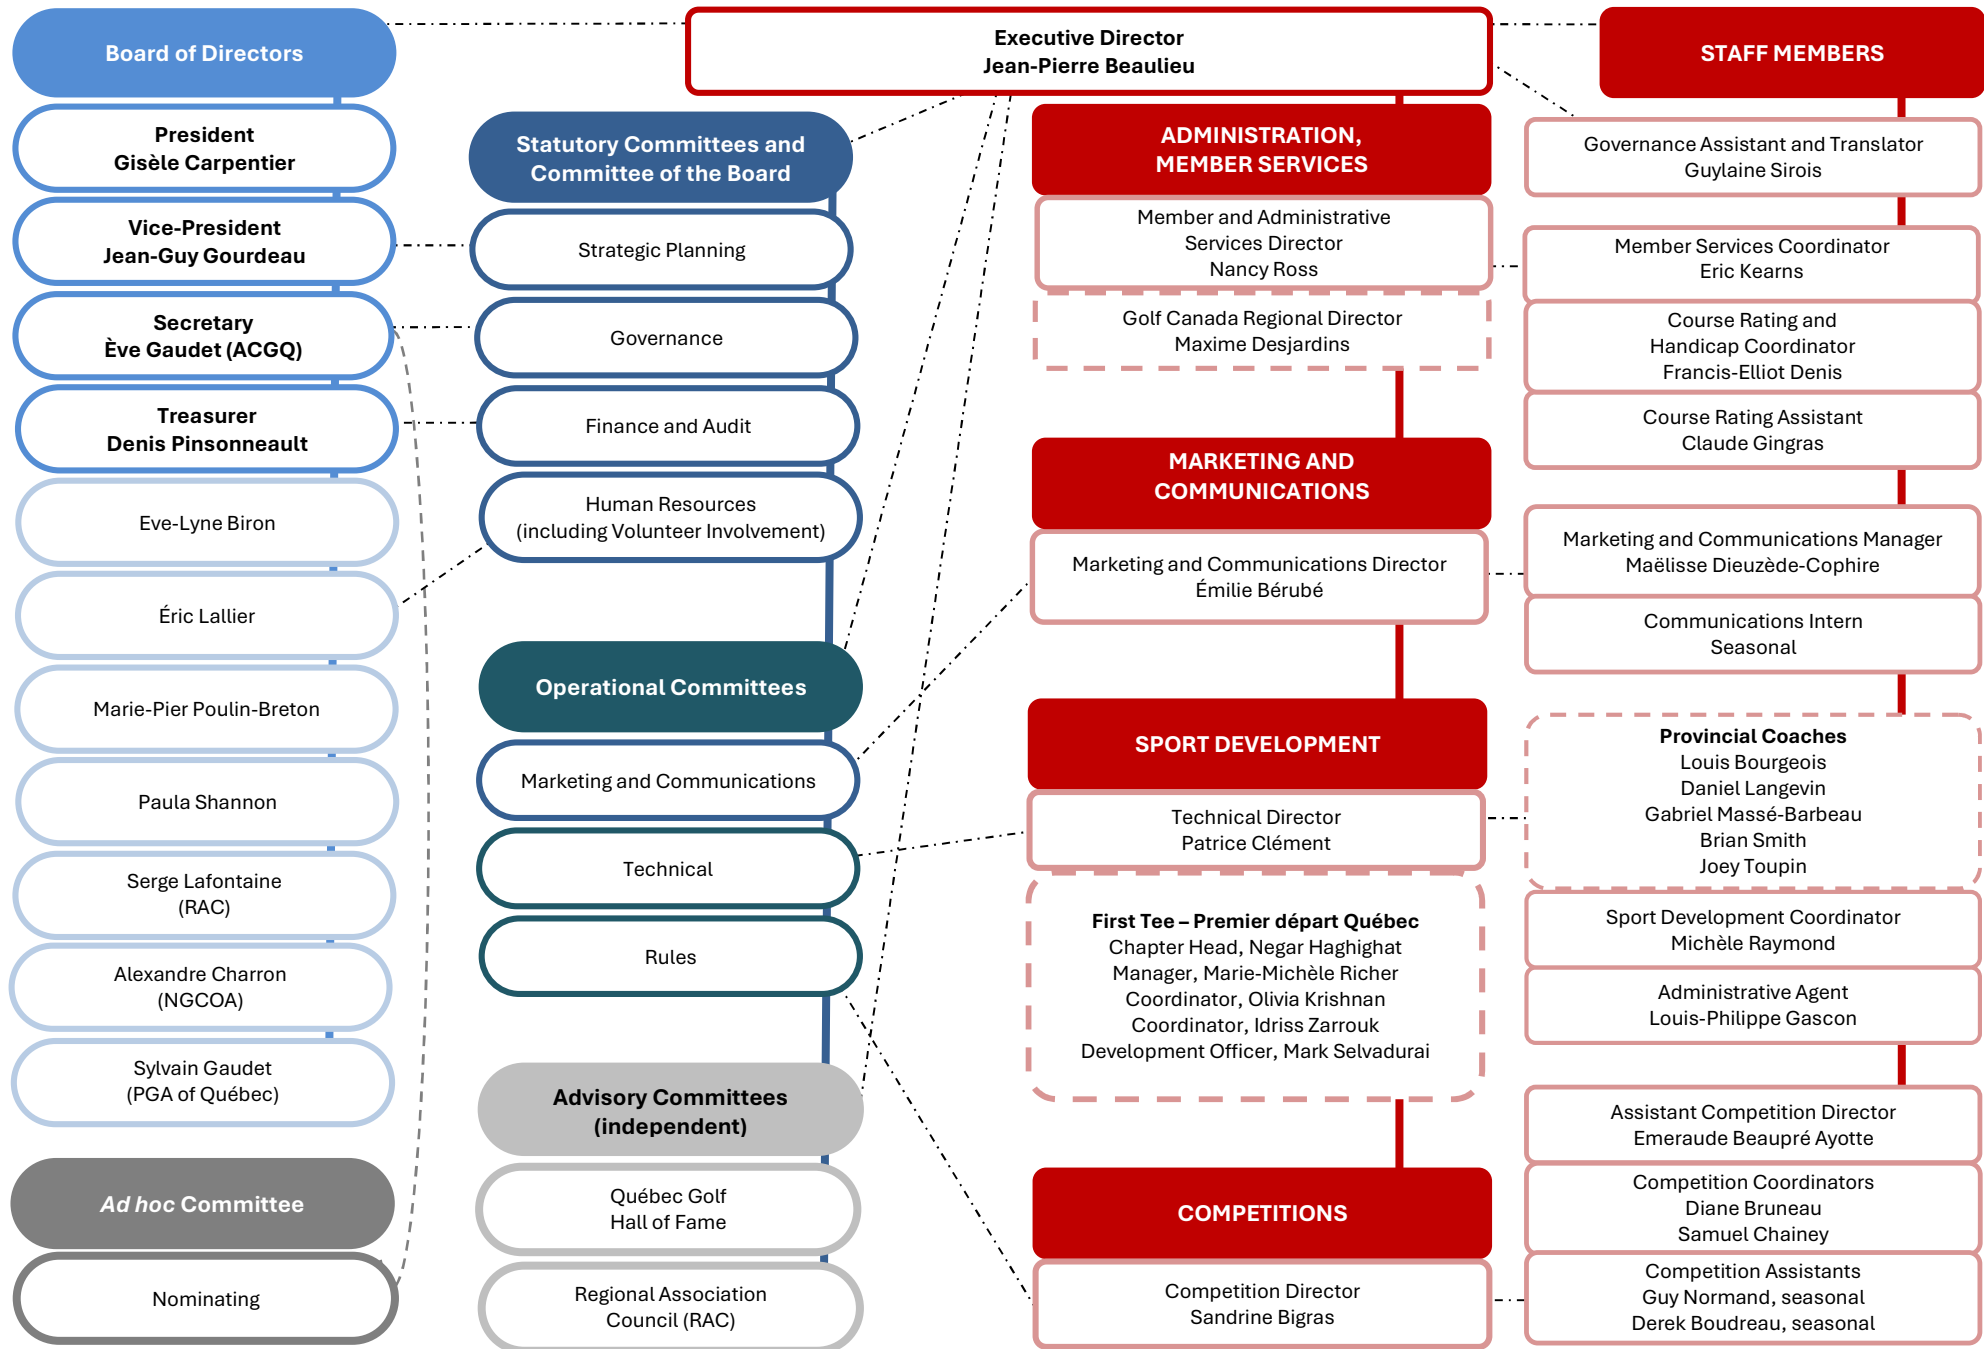 Board of Directors
President
Gisèle Carpentier
Vice-President
Jean-Guy Gourdeau
Secretary
Ève Gaudet (ACGQ)
Treasurer
Denis Pinsonneault
Eve-Lyne Biron
Éric Lallier
Marie-Pier Poulin-Breton
Paula Shannon
Serge Lafontaine
(RAC)
Alexandre Charron
(NGCOA)
Sylvain Gaudet
(PGA of Québec)
Ad hoc Committee
Nominating
Executive Director
Jean-Pierre Beaulieu
Statutory Committees and
Committee of the Board
Strategic Planning
Governance
Finance and Audit
Human Resources
(including Volunteer Involvement)
Operational Committees
Marketing and Communications
Technical
Rules
Advisory Committees
(independent)
Québec Golf
Hall of Fame
Regional Association
Council (RAC)
ADMINISTRATION,
MEMBER SERVICES
Member and Administrative
Services Director
Nancy Ross
Golf Canada Regional Director
Maxime Desjardins
MARKETING AND
COMMUNICATIONS
Marketing and Communications Director
Émilie Bérubé
SPORT DEVELOPMENT
Technical Director
Patrice Clément
First Tee – Premier départ Québec
Chapter Head, Negar Haghighat
Manager, Marie-Michèle Richer
Coordinator, Olivia Krishnan
Coordinator, Idriss Zarrouk
Development Officer, Mark Selvadurai
COMPETITIONS
Competition Director
Sandrine Bigras
STAFF MEMBERS
Governance Assistant and Translator
Guylaine Sirois
Member Services Coordinator
Eric Kearns
Course Rating and
Handicap Coordinator
Francis-Elliot Denis
Course Rating Assistant
Claude Gingras
Marketing and Communications Manager
Maëlisse Dieuzède-Cophire
Communications Intern
Seasonal
Provincial Coaches
Louis Bourgeois
Daniel Langevin
Gabriel Massé-Barbeau
Brian Smith
Joey Toupin
Sport Development Coordinator
Michèle Raymond
Administrative Agent
Louis-Philippe Gascon
Assistant Competition Director
Emeraude Beaupré Ayotte
Competition Coordinators
Diane Bruneau
Samuel Chainey
Competition Assistants
Guy Normand, seasonal
Derek Boudreau, seasonal